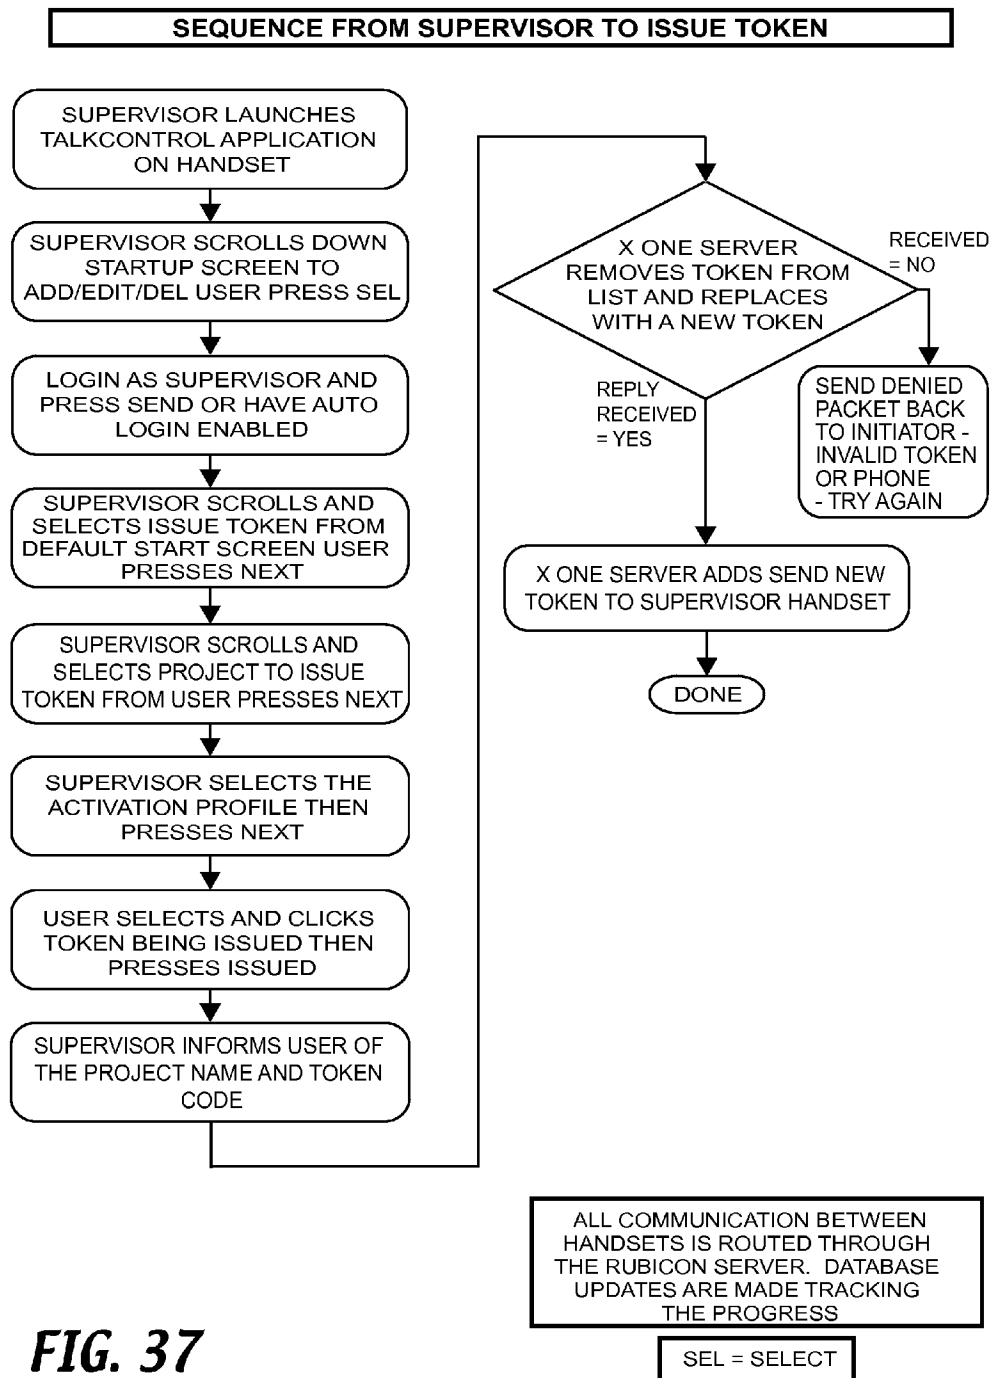 SEQUENCE FROM SUPERVISOR TO ISSUE TOKEN
SUPERVISOR LAUNCHES
TALKCONTROL APPLICATION
ON HANDSET
SUPERVISOR SCROLLS DOWN
STARTUP SCREEN TO
ADD/EDIT/DEL USER PRESS SEL
LOGIN AS SUPERVISOR AND
PRESS SEND OR HAVE AUTO
LOGIN ENABLED
SUPERVISOR SCROLLS AND
SELECTS ISSUE TOKEN FROM
DEFAULT START SCREEN USER
PRESSES NEXT
SUPERVISOR SCROLLS AND
SELECTS PROJECT TO ISSUE
TOKEN FROM USER PRESSES NEXT
SUPERVISOR SELECTS THE
ACTIVATION PROFILE THEN
PRESSES NEXT
USER SELECTS AND CLICKS
TOKEN BEING ISSUED THEN
PRESSES ISSUED
SUPERVISOR INFORMS USER OF
THE PROJECT NAME AND TOKEN
CODE
X ONE SERVER
REMOVES TOKEN FROM
LIST AND REPLACES
WITH A NEW TOKEN
RECEIVED
= NO
REPLY
RECEIVED
= YES
SEND DENIED
PACKET BACK
TO INITIATOR -
INVALID TOKEN
OR PHONE
- TRY AGAIN
X ONE SERVER ADDS SEND NEW
TOKEN TO SUPERVISOR HANDSET
DONE
ALL COMMUNICATION BETWEEN
HANDSETS IS ROUTED THROUGH
THE RUBICON SERVER. DATABASE
UPDATES ARE MADE TRACKING
THE PROGRESS
SEL = SELECT
FIG. 37